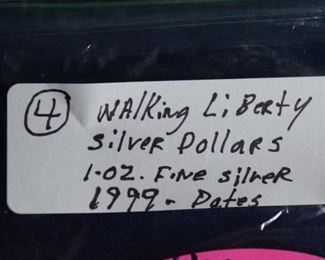 4 Walking Liberty
Silver Dollars
1-oz. Fine Silver
1999 - Dates